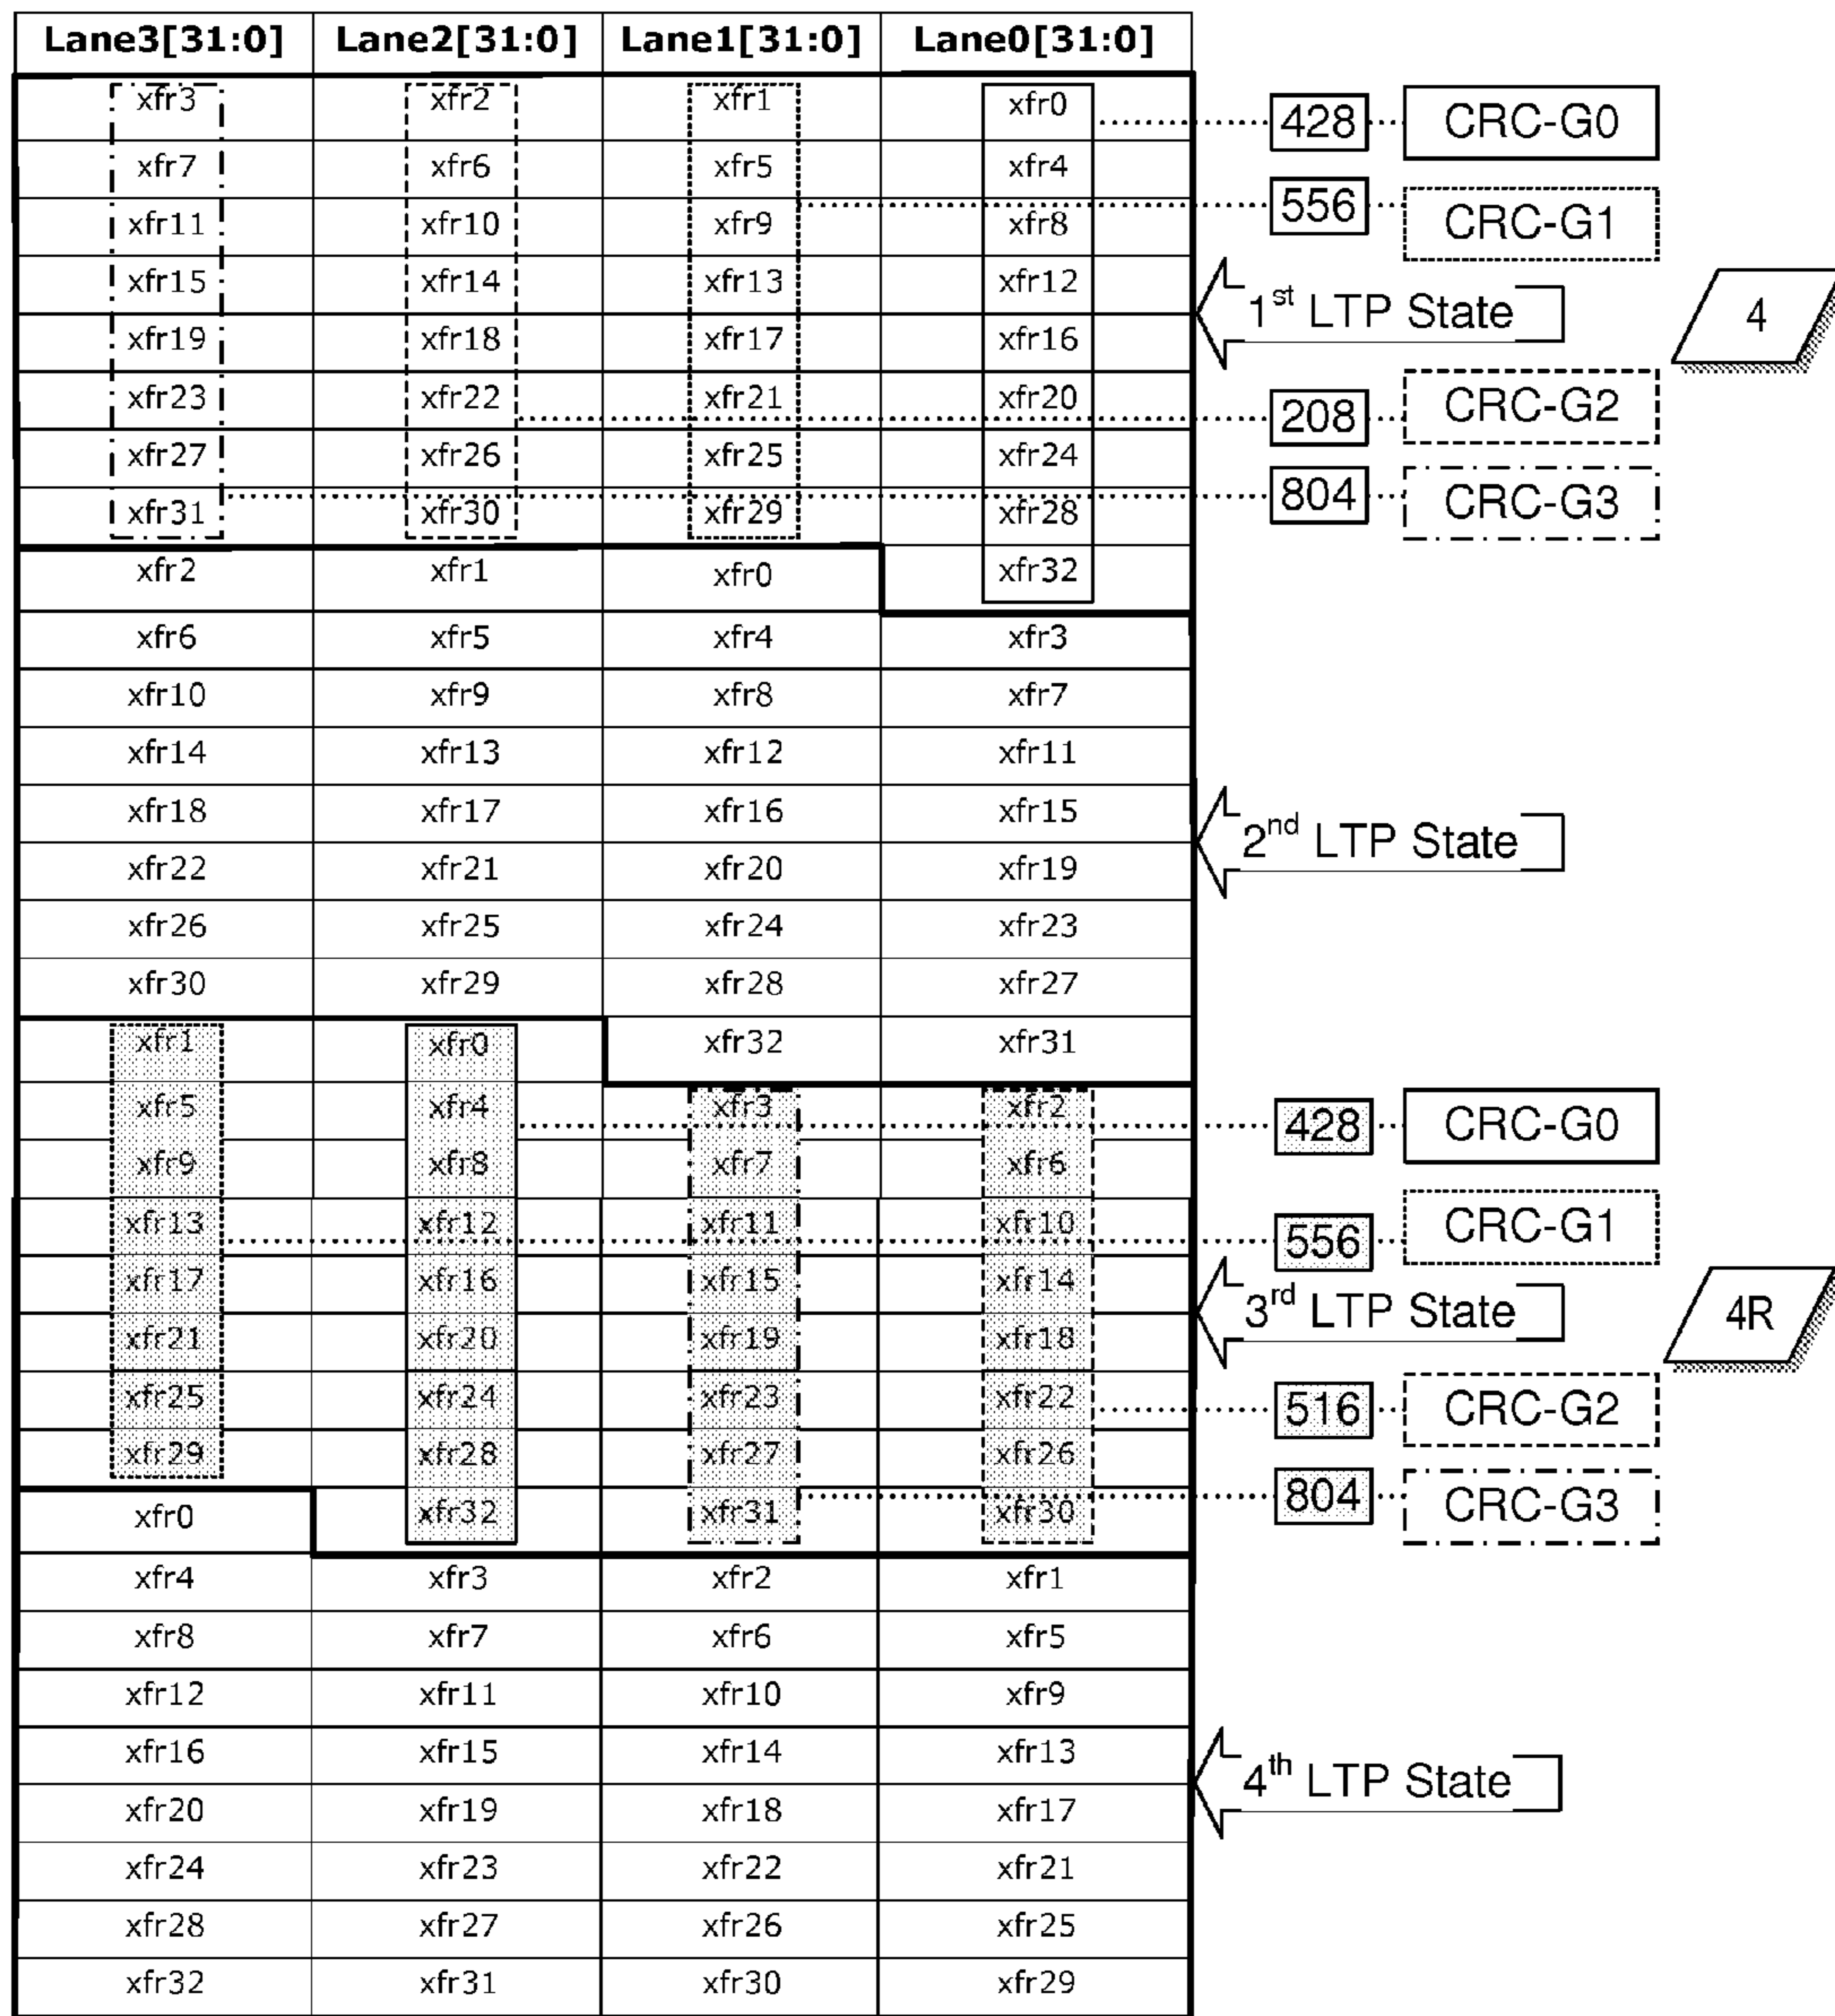 Lane3[31:0] Lane2[31:0] Lane1[31:0] Lane0[31:0]
xfr3 xfr2 xfr1 xfr0 428 CRC-G0
xfr7 xfr6 xfr5 xfr4 556 CRC-G1
xfr11 xfr10 xfr9 xfr8
xfr15 xfr14 xfr13 xfr12 1st LTP State 4
xfr19 xfr18 xfr17 xfr16
xfr23 xfr22 xfr21 xfr20 208 CRC-G2
xfr27 xfr26 xfr25 xfr24
xfr31 xfr30 xfr29 xfr28 804 CRC-G3
xfr2 xfr1 xfr0 xfr32
xfr6 xfr5 xfr4 xfr3
xfr10 xfr9 xfr8 xfr7
xfr14 xfr13 xfr12 xfr11
xfr18 xfr17 xfr16 xfr15 2nd LTP State
xfr22 xfr21 xfr20 xfr19
xfr26 xfr25 xfr24 xfr23
xfr30 xfr29 xfr28 xfr27
xfr1 xfr0 xfr32 xfr31
xfr5 xfr4 xfr3 xfr2 428 CRC-G0
xfr9 xfr8 xfr7 xfr6
xfr13 xfr12 xfr11 xfr10 556 CRC-G1
xfr17 xfr16 xfr15 xfr14 3rd LTP State 4R
xfr21 xfr20 xfr19 xfr18
xfr25 xfr24 xfr23 xfr22 516 CRC-G2
xfr29 xfr28 xfr27 xfr26
xfr0 xfr32 xfr31 xfr30 804 CRC-G3
xfr4 xfr3 xfr2 xfr1
xfr8 xfr7 xfr6 xfr5
xfr12 xfr11 xfr10 xfr9
xfr16 xfr15 xfr14 xfr13 4th LTP State
xfr20 xfr19 xfr18 xfr17
xfr24 xfr23 xfr22 xfr21
xfr28 xfr27 xfr26 xfr25
xfr32 xfr31 xfr30 xfr29